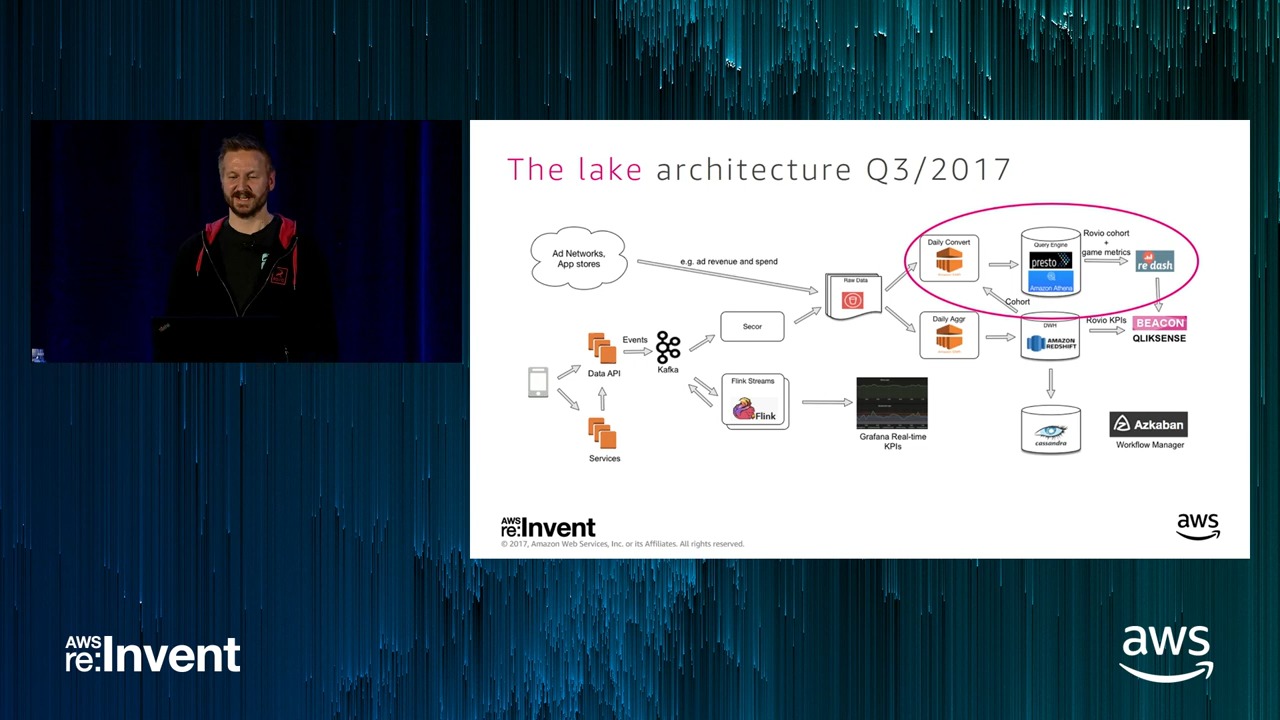 The lake architecture Q3/2017
Ad Networks,
App stores
e.g. ad revenue and spend
Raw Data
Daily Convert
Query Engine
presto
Amazon Athena
Rovio cohort
+
game metrics
re dash
Cohort
Secor
Daily Aggr
DWH
AMAZON
REDSHIFT
Rovio KPIs
BEACON
QLIKSENSE
Events
Data API
Kafka
Flink Streams
Flink
Services
Grafana Real-time
KPIs
cassandra
Azkaban
Workflow Manager
AWS
re:Invent
© 2017, Amazon Web Services, Inc. or its Affiliates. All rights reserved.
aws
AWS
re:Invent
aws